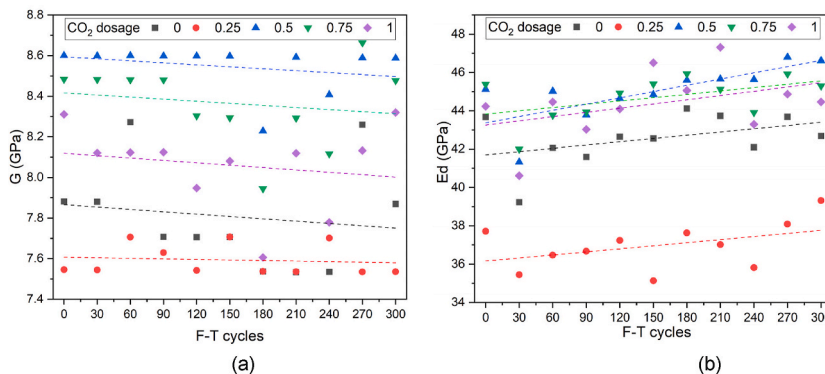 CO2 dosage 0 0.25 0.5 0.75 1
8.8
8.6
8.4
8.2
8.0
7.8
7.6
7.4
G (GPa)
0 30 60 90 120 150 180 210 240 270 300
F-T cycles
(a)
CO2 dosage 0 0.25 0.5 0.75 1
48
46
44
42
40
38
36
34
Ed (GPa)
0 30 60 90 120 150 180 210 240 270 300
F-T cycles
(b)